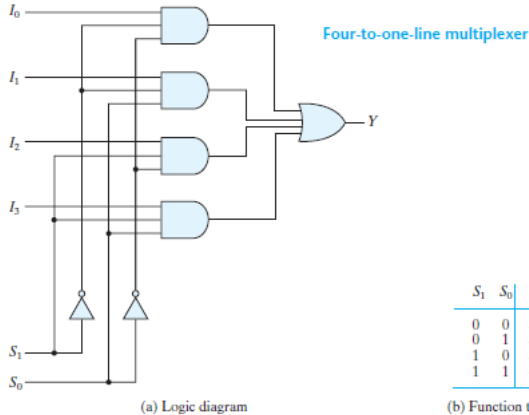 I0
Four-to-one-line multiplexer
I1
Y
I2
I3
S1 S0
0 0
0 1
1 0
1 1
S1
S0
(a) Logic diagram
(b) Function t